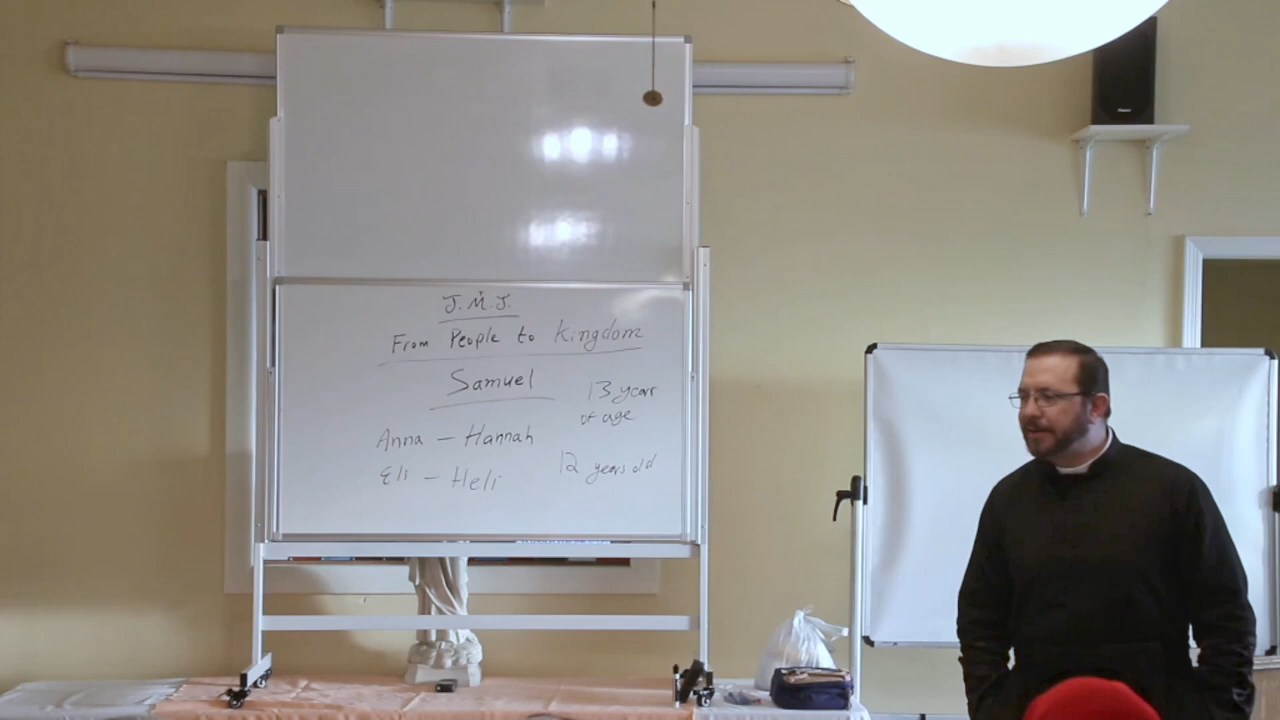 J.M.J.
From People to Kingdom
Samuel
13 years
of age
Anna — Hannah
Eli — Heli
12 years old